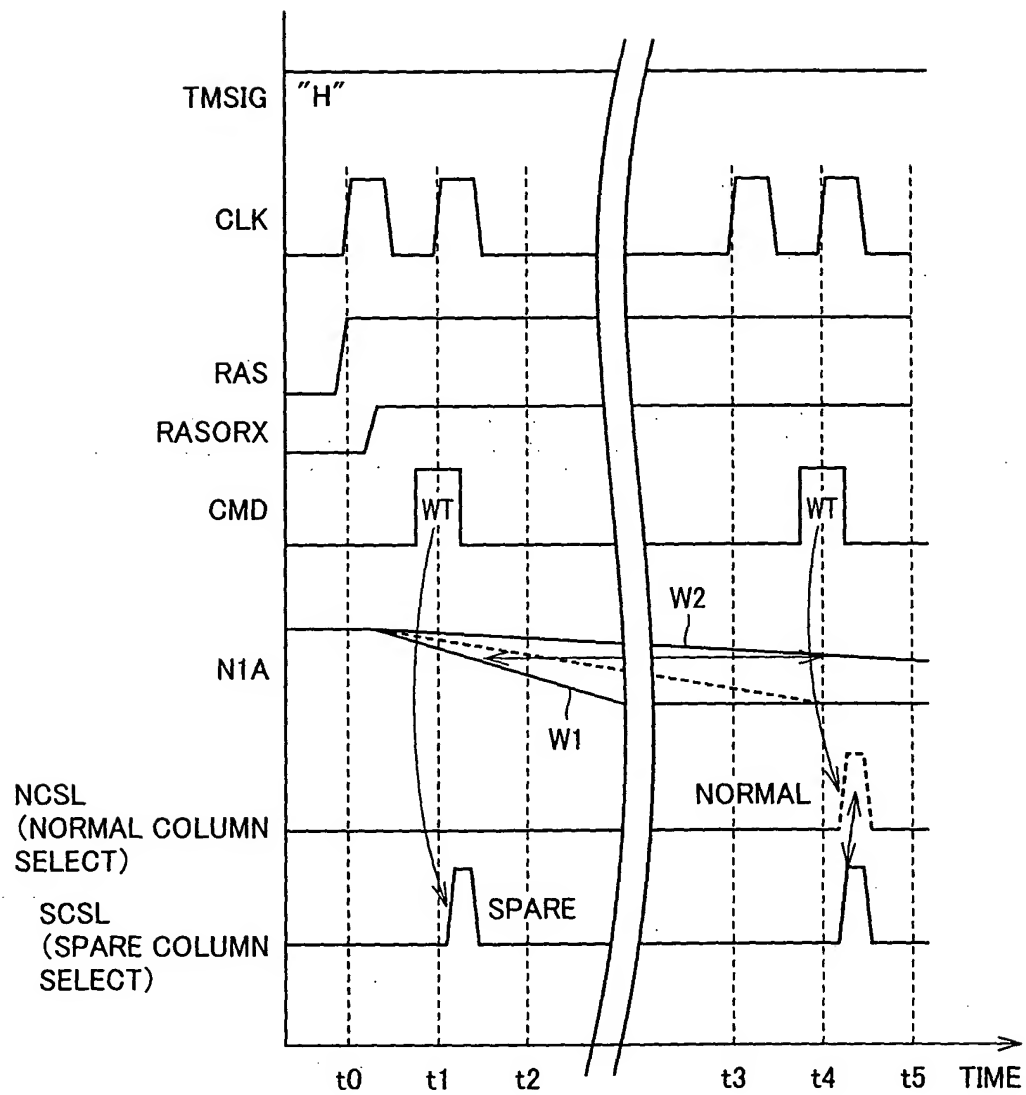 TMSIG
"H"
CLK
RAS
RASORX
CMD
WT
WT
N1A
W2
W1
NCSL
(NORMAL COLUMN
SELECT)
NORMAL
SCSL
(SPARE COLUMN
SELECT)
SPARE
t0
t1
t2
t3
t4
t5
TIME